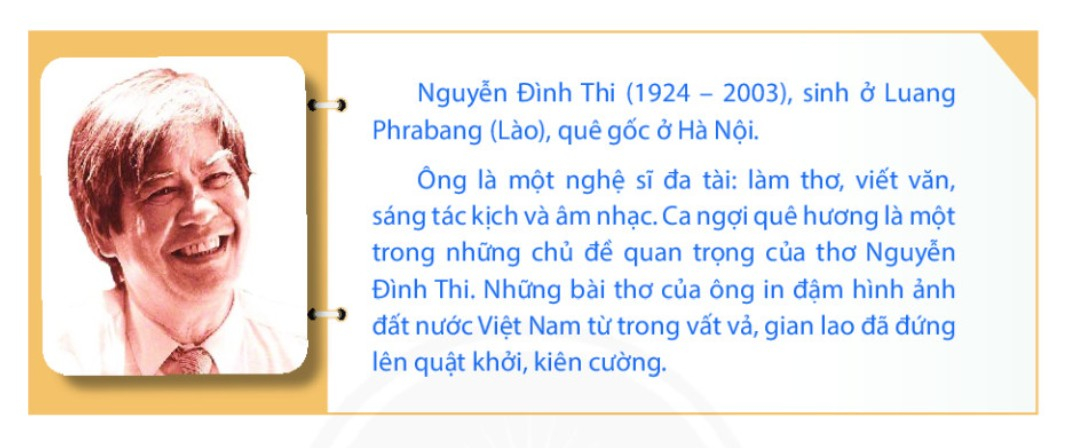 Nguyễn Đình Thi (1924 – 2003), sinh ở Luang
Phrabang (Lào), quê gốc ở Hà Nội.
Ông là một nghệ sĩ đa tài: làm thơ, viết văn,
sáng tác kịch và âm nhạc. Ca ngợi quê hương là một
trong những chủ đề quan trọng của thơ Nguyễn
Đình Thi. Những bài thơ của ông in đậm hình ảnh
đất nước Việt Nam từ trong vất vả, gian lao đã đứng
lên quật khởi, kiên cường.